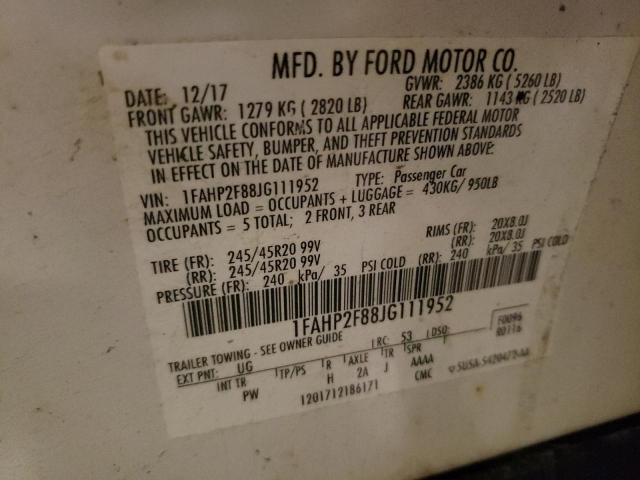 MFD. BY FORD MOTOR CO.
DATE: 12/17 GVWR: 2386 KG ( 5260 LB)
FRONT GAWR: 1279 KG ( 2820 LB) REAR GAWR: 1143 KG ( 2520 LB)
THIS VEHICLE CONFORMS TO ALL APPLICABLE FEDERAL MOTOR
VEHICLE SAFETY, BUMPER, AND THEFT PREVENTION STANDARDS
IN EFFECT ON THE DATE OF MANUFACTURE SHOWN ABOVE.
VIN: 1FAHP2F88JG111952 TYPE: Passenger Car
MAXIMUM LOAD = OCCUPANTS + LUGGAGE = 430KG/ 950LB
OCCUPANTS = 5 TOTAL; 2 FRONT, 3 REAR
TIRE (FR): 245/45R20 99V RIMS (FR): 20X8.0J
(RR): 245/45R20 99V (RR): 20X8.0J
PRESSURE (FR): 240 kPa/ 35 PSI COLD (RR): 240 kPa/ 35 PSI COLD
1FAHP2F88JG111952
TRAILER TOWING - SEE OWNER GUIDE F0096
EXT PNT: UG RC: 53 DSO: R0116
INT TR TP/PS R AXLE TR SPR
PW H 2A J AAAA
1201712186171 CMC